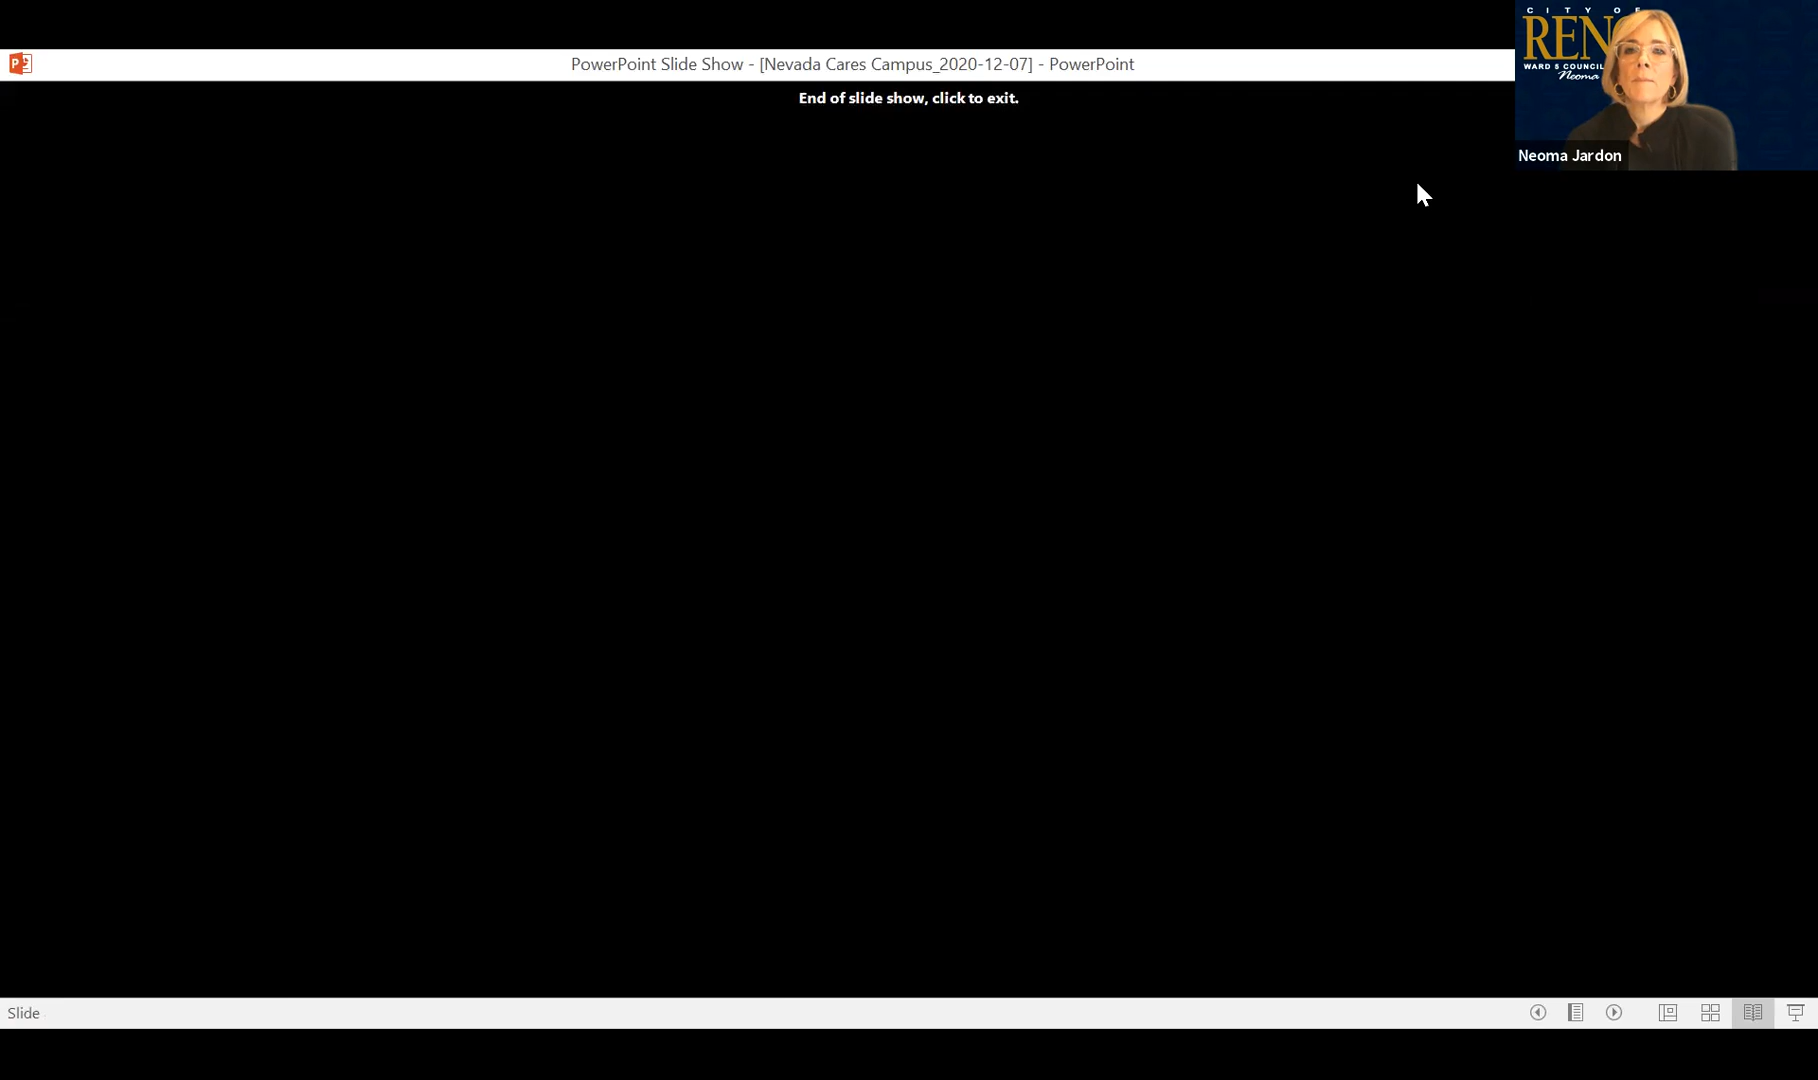 PowerPoint Slide Show - [Nevada Cares Campus_2020-12-07] - PowerPoint
End of slide show, click to exit.
CITY OF
REN
WARD 5 COUNCIL
Neoma
Neoma Jardon
Slide